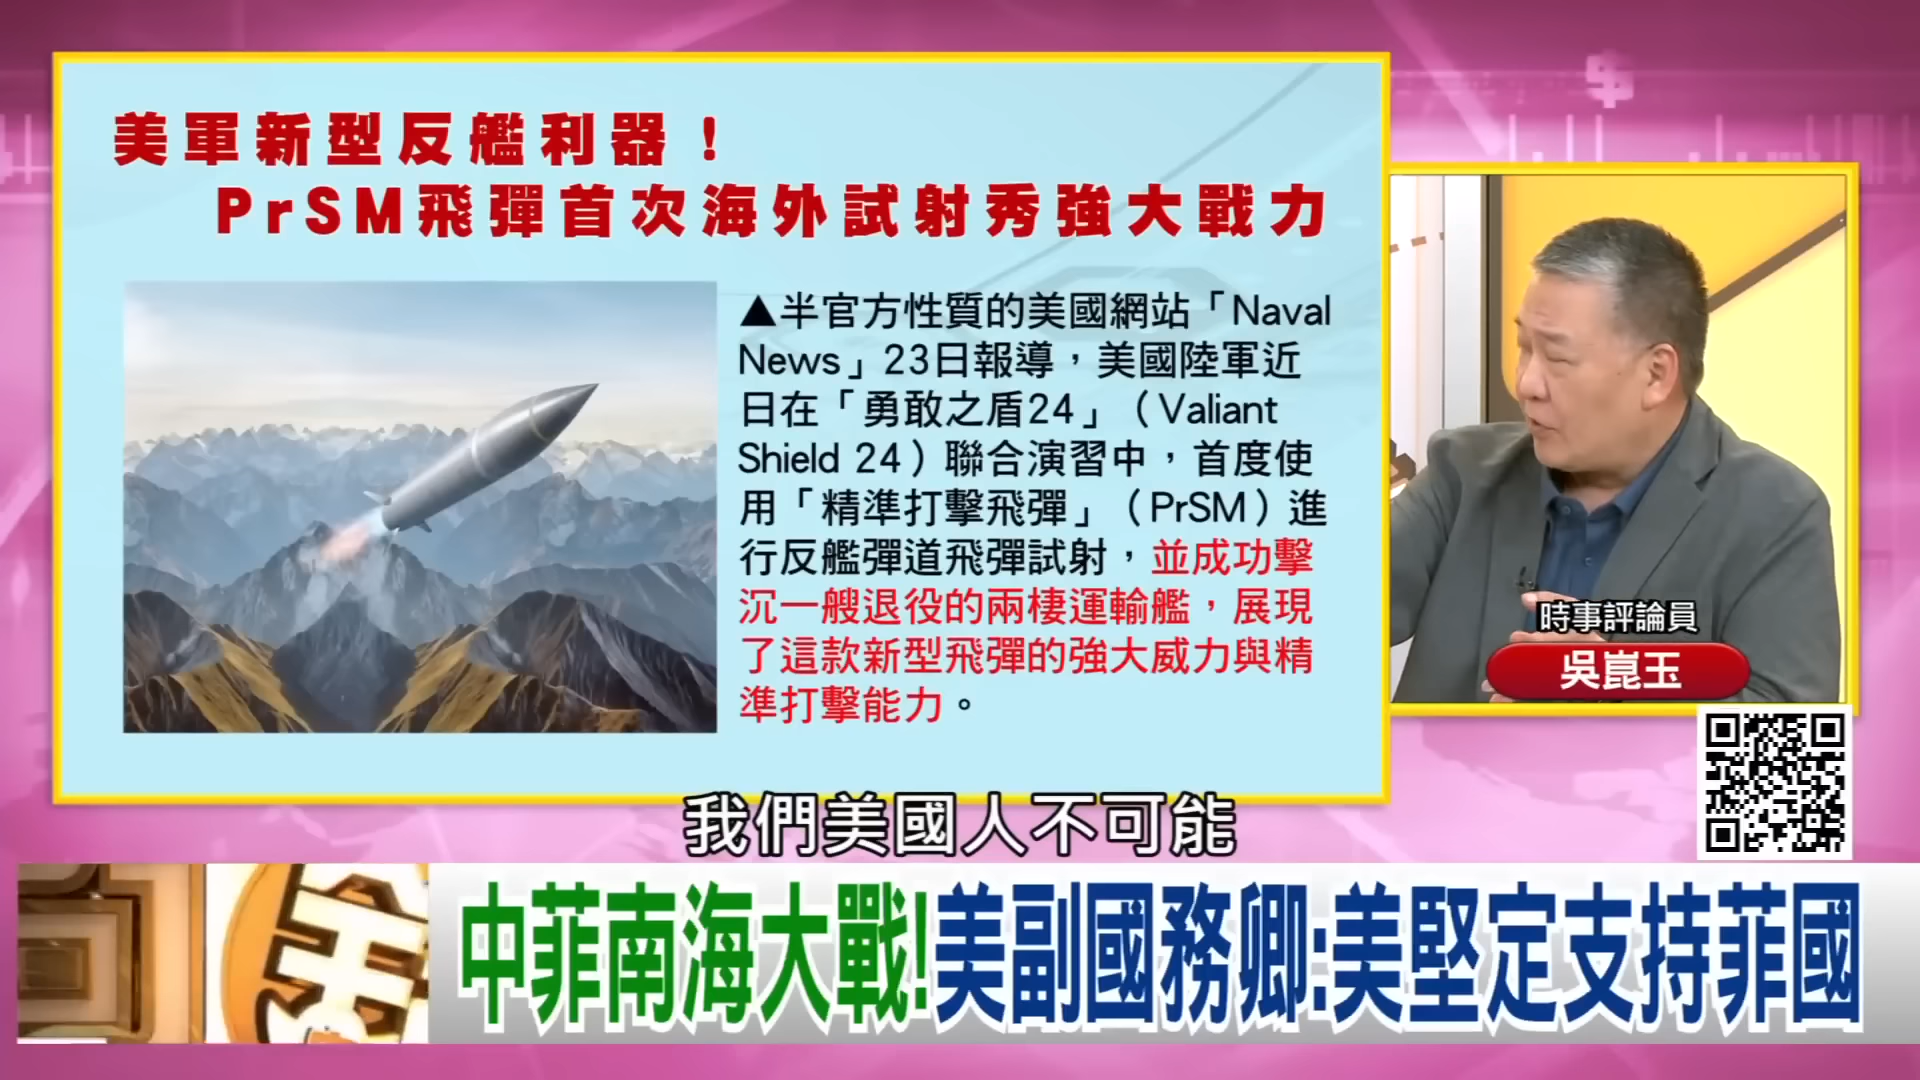 美軍新型反艦利器！
PrSM飛彈首次海外試射秀強大戰力
▲半官方性質的美國網站「Naval
News」23日報導，美國陸軍近
日在「勇敢之盾24」（Valiant
Shield 24）聯合演習中，首度使
用「精準打擊飛彈」（PrSM）進
行反艦彈道飛彈試射，並成功擊
沉一艘退役的兩棲運輸艦，展現
了這款新型飛彈的強大威力與精
準打擊能力。
時事評論員
吳崑玉
我們美國人不可能
中菲南海大戰!美副國務卿:美堅定支持菲國